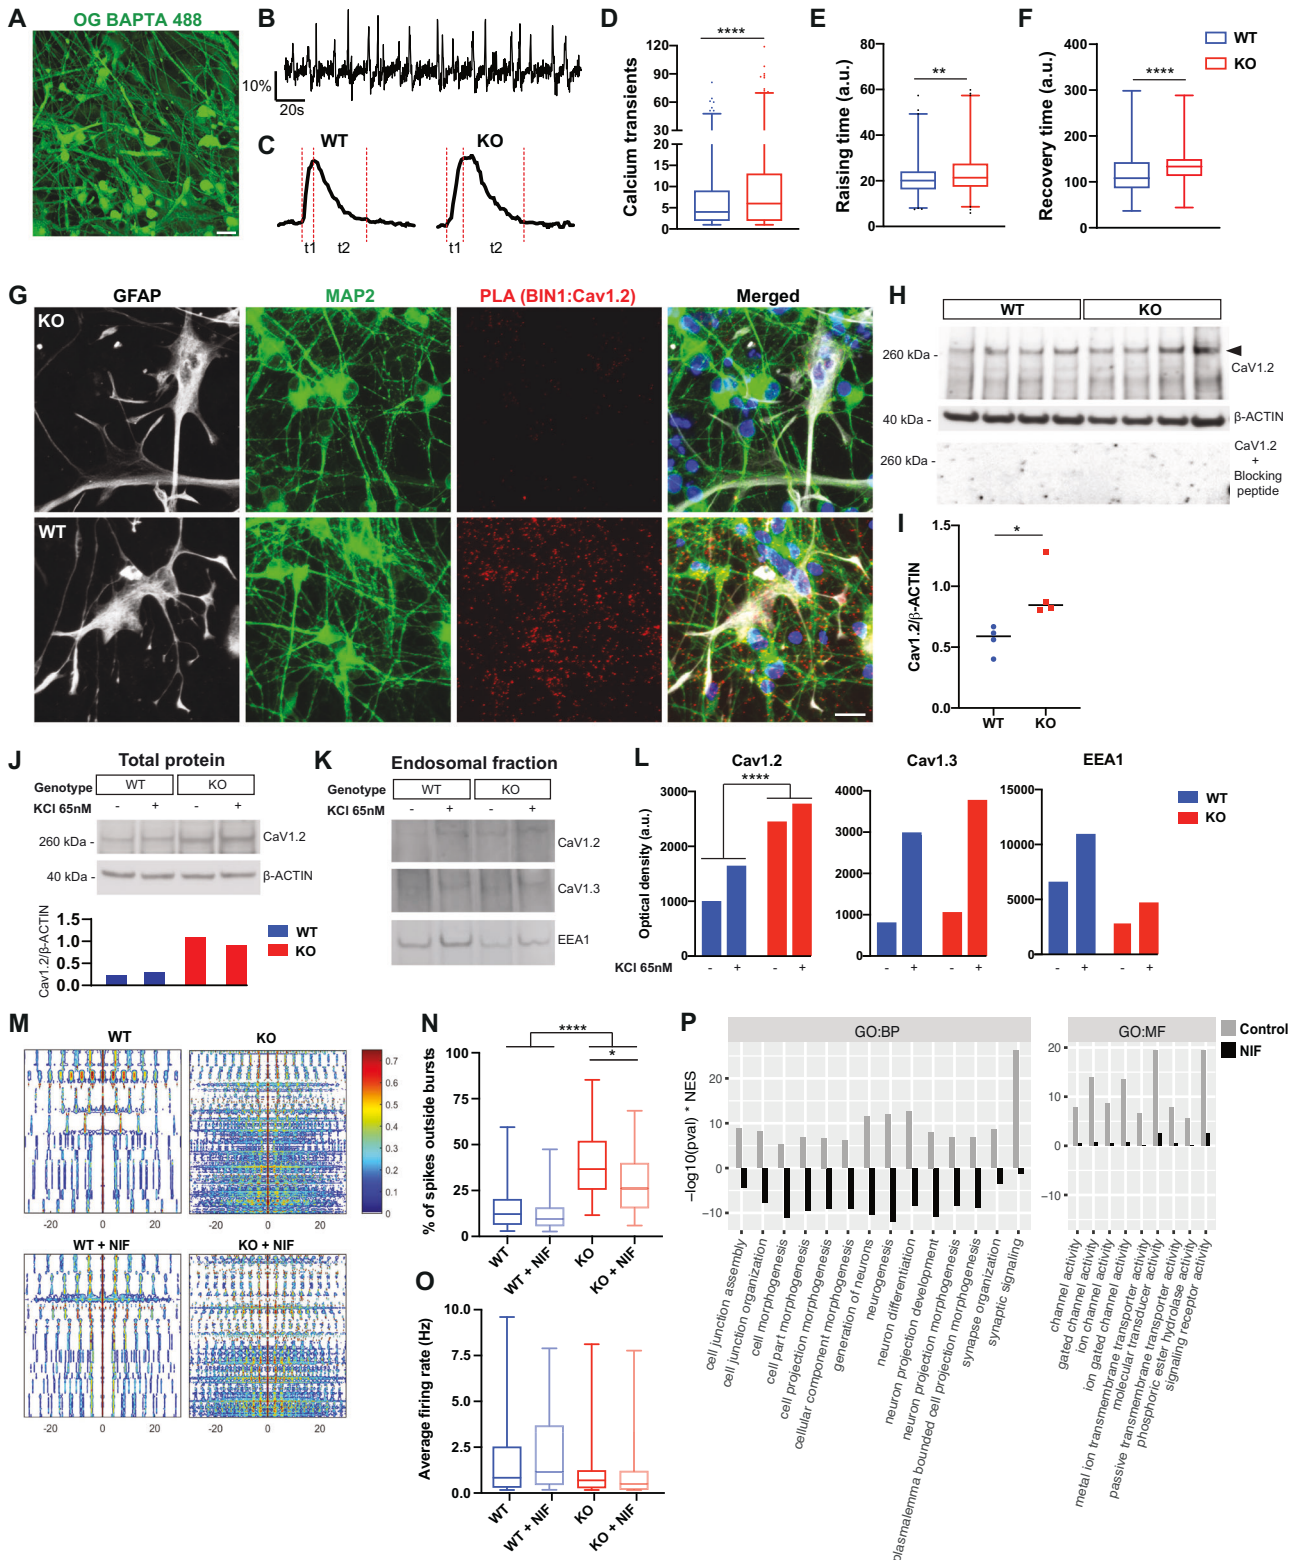 A
OG BAPTA 488
B
10%
20s
C
WT
KO
t1
t2
t1
t2
D
****
Calcium transients
120
90
60
30
20
15
10
5
0
E
**
Raising time (a.u.)
80
60
40
20
0
F
****
Recovery time (a.u.)
400
300
200
100
0
WT
KO
G
GFAP
MAP2
PLA (BIN1:Cav1.2)
Merged
KO
WT
H
WT
KO
260 kDa -
CaV1.2
40 kDa -
β-ACTIN
260 kDa -
CaV1.2
+
Blocking
peptide
I
*
Cav1.2/β-ACTIN
1.5
1.0
0.5
0.0
WT
KO
J
Total protein
Genotype
WT
KO
KCl 65nM
- + - +
260 kDa -
CaV1.2
40 kDa -
β-ACTIN
Cav1.2/β-ACTIN
1.5
1.0
0.5
0.0
WT
KO
K
Endosomal fraction
Genotype
WT
KO
KCl 65nM
- + - +
CaV1.2
CaV1.3
EEA1
L
Cav1.2
****
Optical density (a.u.)
3000
2000
1000
0
KCl 65nM
- + - +
Cav1.3
4000
3000
2000
1000
0
- + - +
EEA1
15000
10000
5000
0
- + - +
WT
KO
M
WT
KO
-20 0 20
-20 0 20
0.7
0.6
0.5
0.4
0.3
0.2
0.1
0
WT + NIF
KO + NIF
-20 0 20
-20 0 20
N
****
*
% of spikes outside bursts
100
75
50
25
0
WT
WT + NIF
KO
KO + NIF
O
Average firing rate (Hz)
10.0
7.5
5.0
2.5
0.0
WT
WT + NIF
KO
KO + NIF
P
GO:BP
GO:MF
Control
NIF
−log10(pval) * NES
20
10
0
−10
20
10
0
−10
cell junction assembly
cell junction organization
cell morphogenesis
cell part morphogenesis
cell projection morphogenesis
cellular component morphogenesis
generation of neurons
neurogenesis
neuron differentiation
neuron projection development
neuron projection morphogenesis
plasmalemma bounded cell projection morphogenesis
synapse organization
synaptic signaling
channel activity
gated channel activity
ion channel activity
ion gated channel activity
metal ion transmembrane transporter activity
molecular transducer activity
passive transmembrane transporter activity
phosphoric ester hydrolase activity
signaling receptor activity